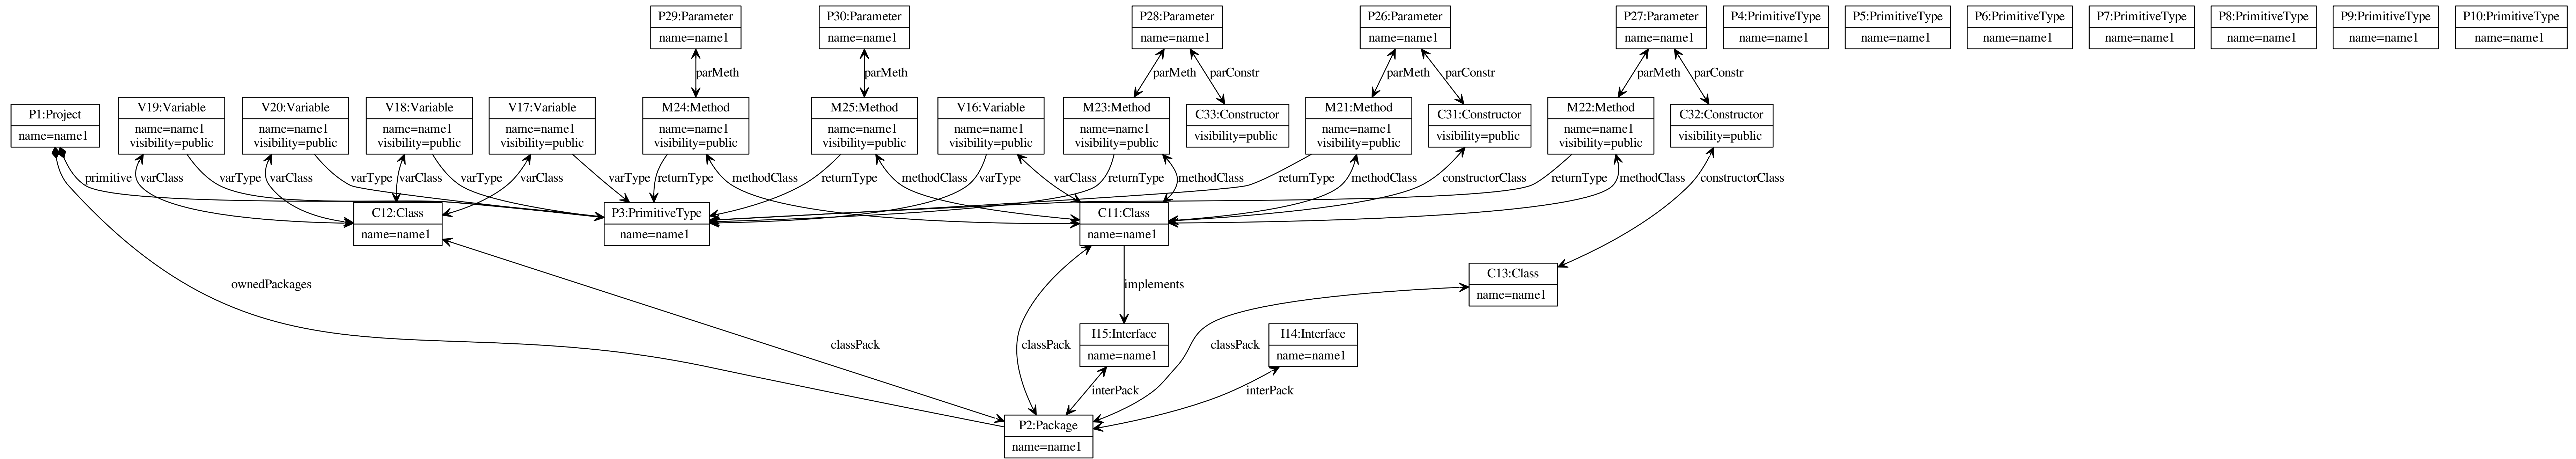 P29:Parameter
name=name1
P30:Parameter
name=name1
P28:Parameter
name=name1
P26:Parameter
name=name1
P27:Parameter
name=name1
P4:PrimitiveType
name=name1
P5:PrimitiveType
name=name1
P6:PrimitiveType
name=name1
P7:PrimitiveType
name=name1
P8:PrimitiveType
name=name1
P9:PrimitiveType
name=name1
P10:PrimitiveType
name=name1
parMeth
parMeth
parMeth
parConstr
parMeth
parConstr
parMeth
parConstr
P1:Project
name=name1
V19:Variable
name=name1
visibility=public
V20:Variable
name=name1
visibility=public
V18:Variable
name=name1
visibility=public
V17:Variable
name=name1
visibility=public
M24:Method
name=name1
visibility=public
M25:Method
name=name1
visibility=public
V16:Variable
name=name1
visibility=public
M23:Method
name=name1
visibility=public
C33:Constructor
visibility=public
M21:Method
name=name1
visibility=public
C31:Constructor
visibility=public
M22:Method
name=name1
visibility=public
C32:Constructor
visibility=public
primitive
varClass
varType
varClass
varType
varClass
varType
varClass
varType
returnType
methodClass
returnType
methodClass
varType
varClass
returnType
methodClass
returnType
methodClass
constructorClass
returnType
methodClass
constructorClass
C12:Class
name=name1
P3:PrimitiveType
name=name1
C11:Class
name=name1
C13:Class
name=name1
ownedPackages
implements
I15:Interface
name=name1
I14:Interface
name=name1
classPack
classPack
classPack
interPack
interPack
P2:Package
name=name1